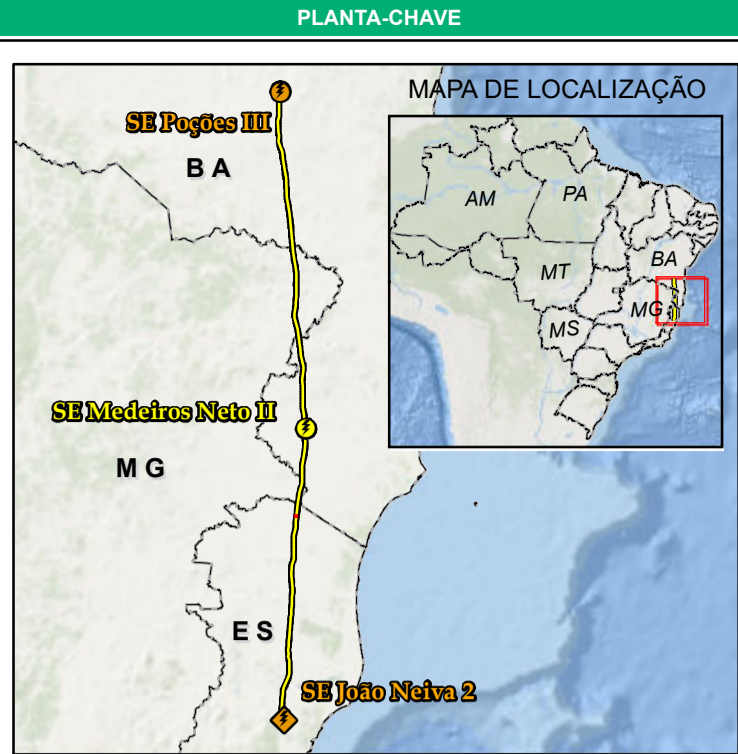 PLANTA-CHAVE
MAPA DE LOCALIZAÇÃO
SE Poções III
B A
AM
PA
BA
MT
MG
MS
SE Medeiros Neto II
M G
E S
SE João Neiva 2